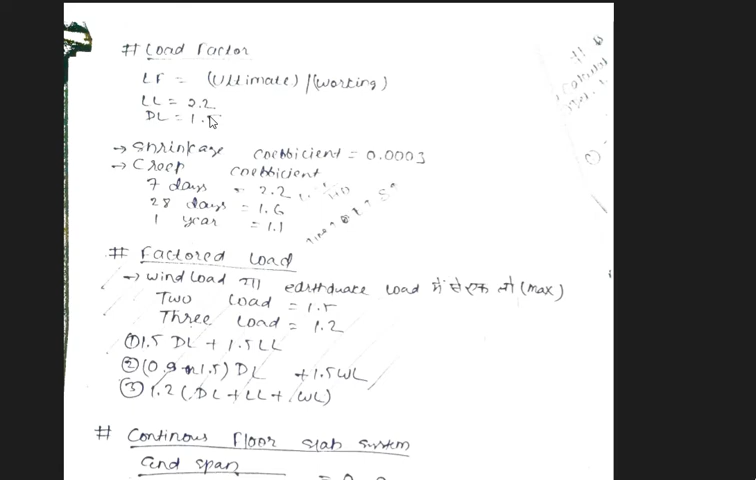 # Load Factor
LF = (Ultimate) / (Working)
LL = 2.2
DL = 1.5
→ Shrinkage coefficient = 0.0003
→ Creep coefficient
7 days = 2.2
28 days = 1.6
1 year = 1.1
# Factored Load
→ Wind Load या earthquake Load में से एक लो (max)
Two Load = 1.5
Three Load = 1.2
① 1.5 DL + 1.5 LL
② (0.9 या 1.5) DL + 1.5 WL
③ 1.2 (DL + LL + WL)
# Continous Floor slab system
End span